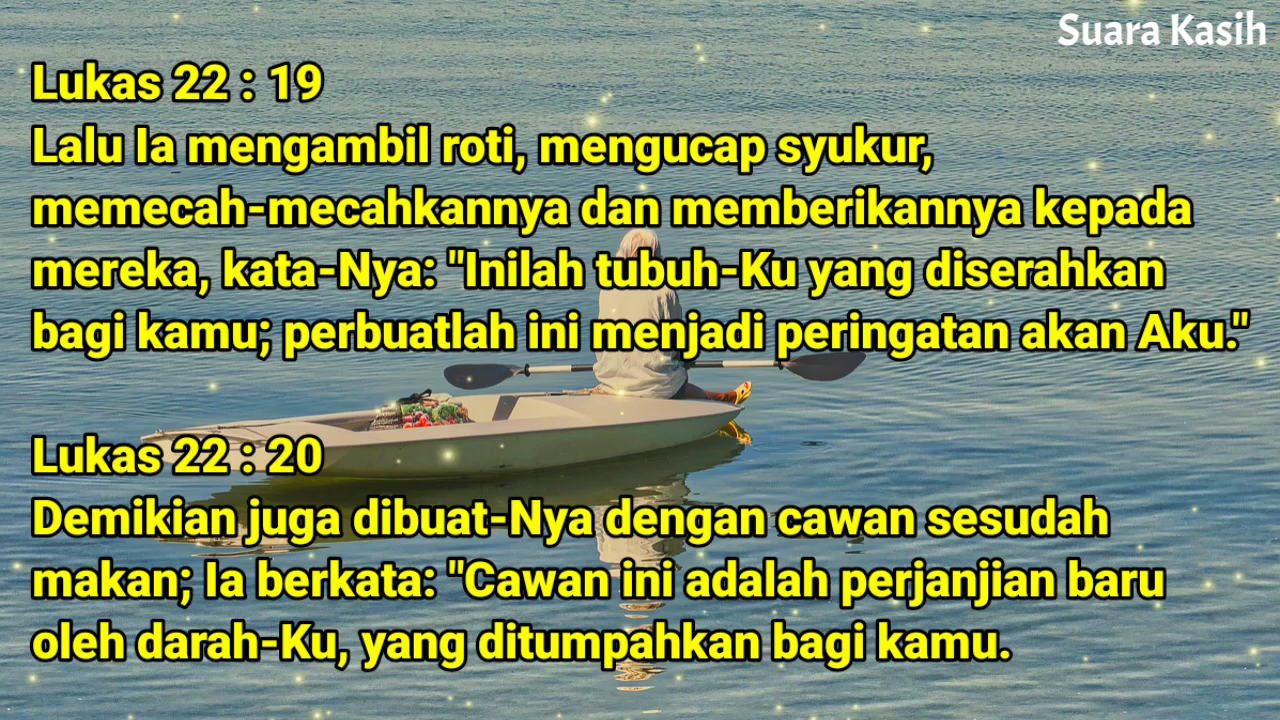 Suara Kasih
Lukas 22 : 19
Lalu Ia mengambil roti, mengucap syukur,
memecah-mecahkannya dan memberikannya kepada
mereka, kata-Nya: "Inilah tubuh-Ku yang diserahkan
bagi kamu; perbuatlah ini menjadi peringatan akan Aku."
Lukas 22 : 20
Demikian juga dibuat-Nya dengan cawan sesudah
makan; Ia berkata: "Cawan ini adalah perjanjian baru
oleh darah-Ku, yang ditumpahkan bagi kamu.